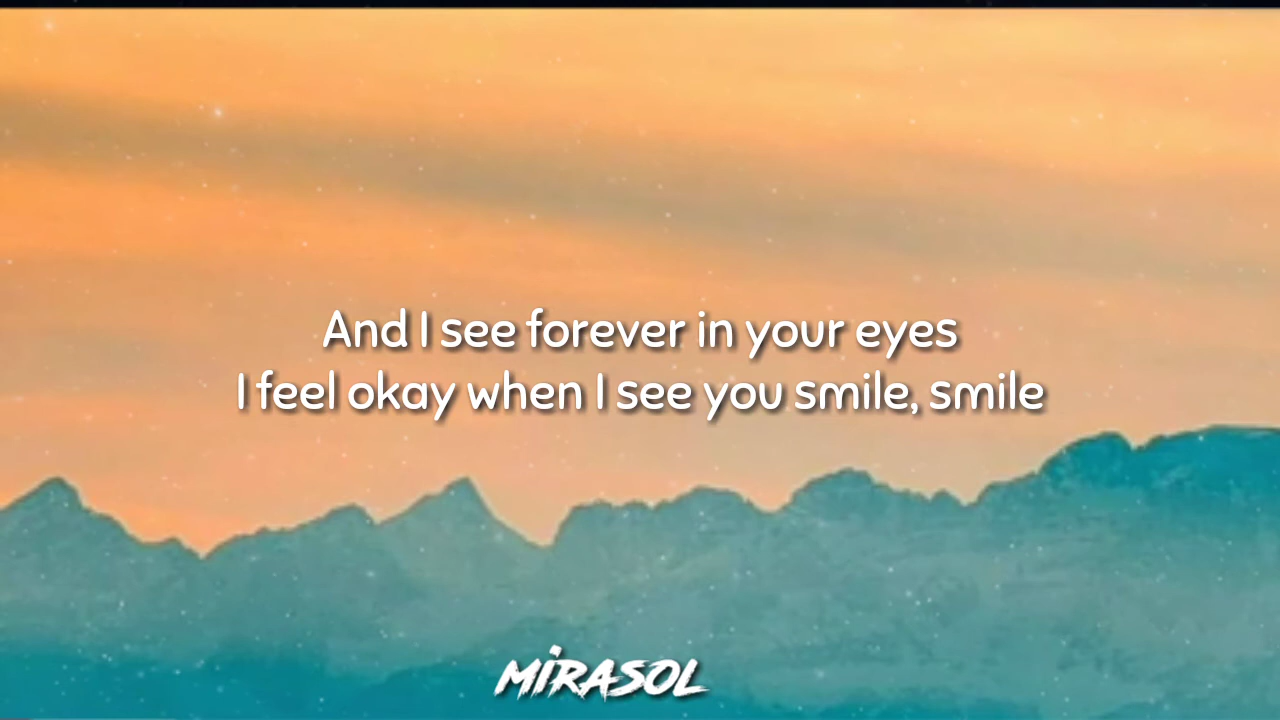 And I see forever in your eyes
I feel okay when I see you smile, smile
MiRASOL